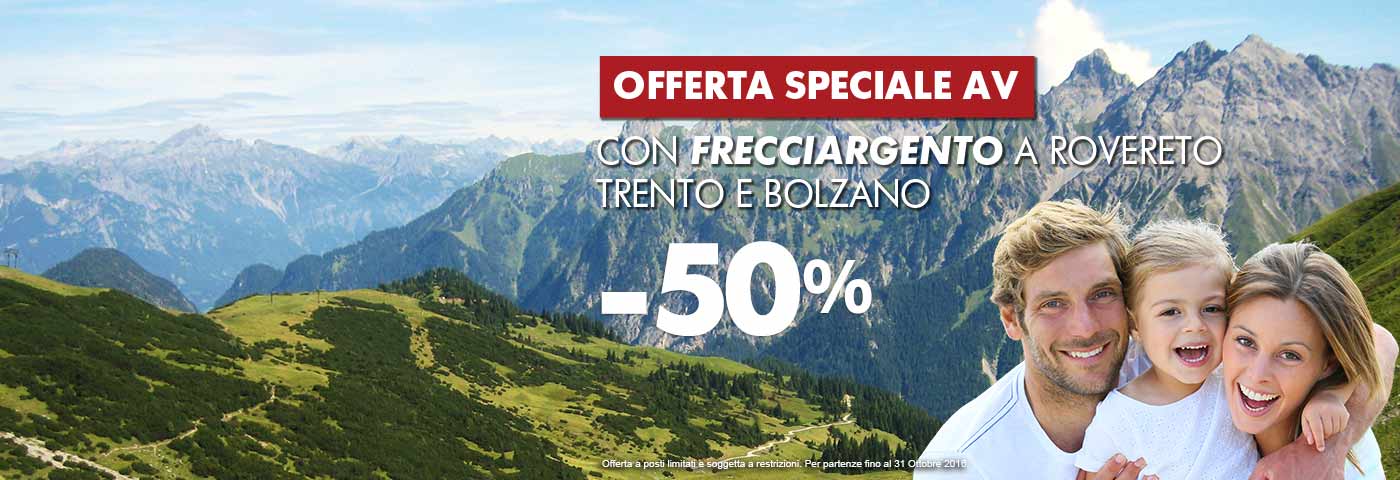 OFFERTA SPECIALE AV
CON FRECCIARGENTO A ROVERETO
TRENTO E BOLZANO
-50%
Offerta a posti limitati e soggetta a restrizioni. Per partenze fino al 31 Ottobre 2016.